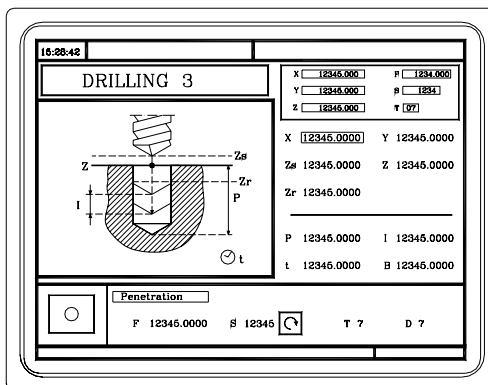 15:28:42
DRILLING 3
X 12345.000 F 1234.000
Y 12345.000 S 1234
Z 12345.000 T 07
Zs
Z
Zr
I
P
t
X 12345.0000 Y 12345.0000
Zs 12345.0000 Z 12345.0000
Zr 12345.0000
P 12345.0000 I 12345.0000
t 12345.0000 B 12345.0000
Penetration
F 12345.0000 S 12345 T 7 D 7